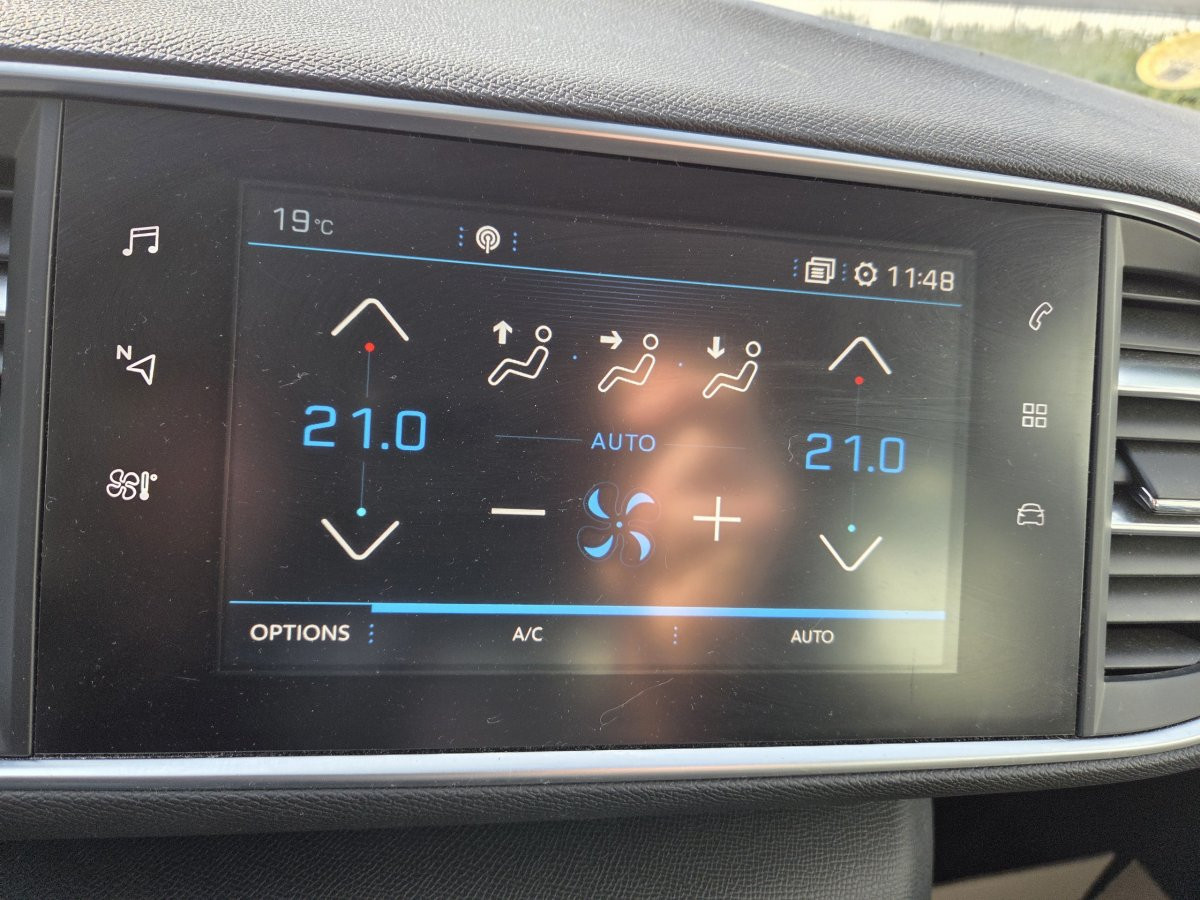 19°C
11:48
N
21.0
AUTO
21.0
OPTIONS
A/C
AUTO